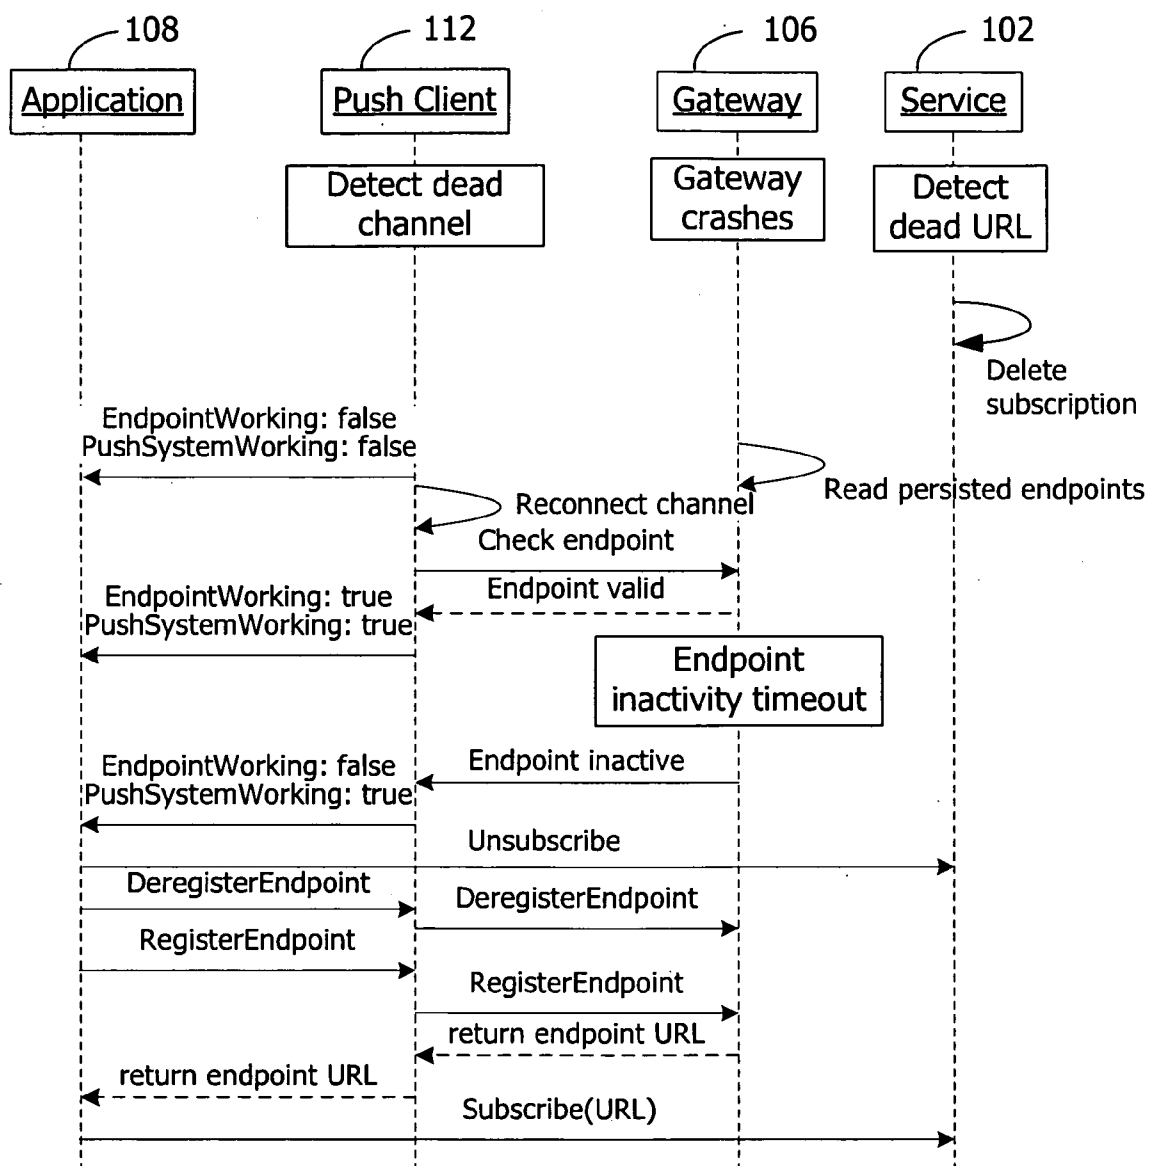 108
112
106
102
Application
Push Client
Gateway
Service
Detect dead
channel
Gateway
crashes
Detect
dead URL
Delete
subscription
EndpointWorking: false
PushSystemWorking: false
Read persisted endpoints
Reconnect channel
Check endpoint
Endpoint valid
EndpointWorking: true
PushSystemWorking: true
Endpoint
inactivity timeout
Endpoint inactive
EndpointWorking: false
PushSystemWorking: true
Unsubscribe
DeregisterEndpoint
DeregisterEndpoint
RegisterEndpoint
RegisterEndpoint
return endpoint URL
return endpoint URL
Subscribe(URL)